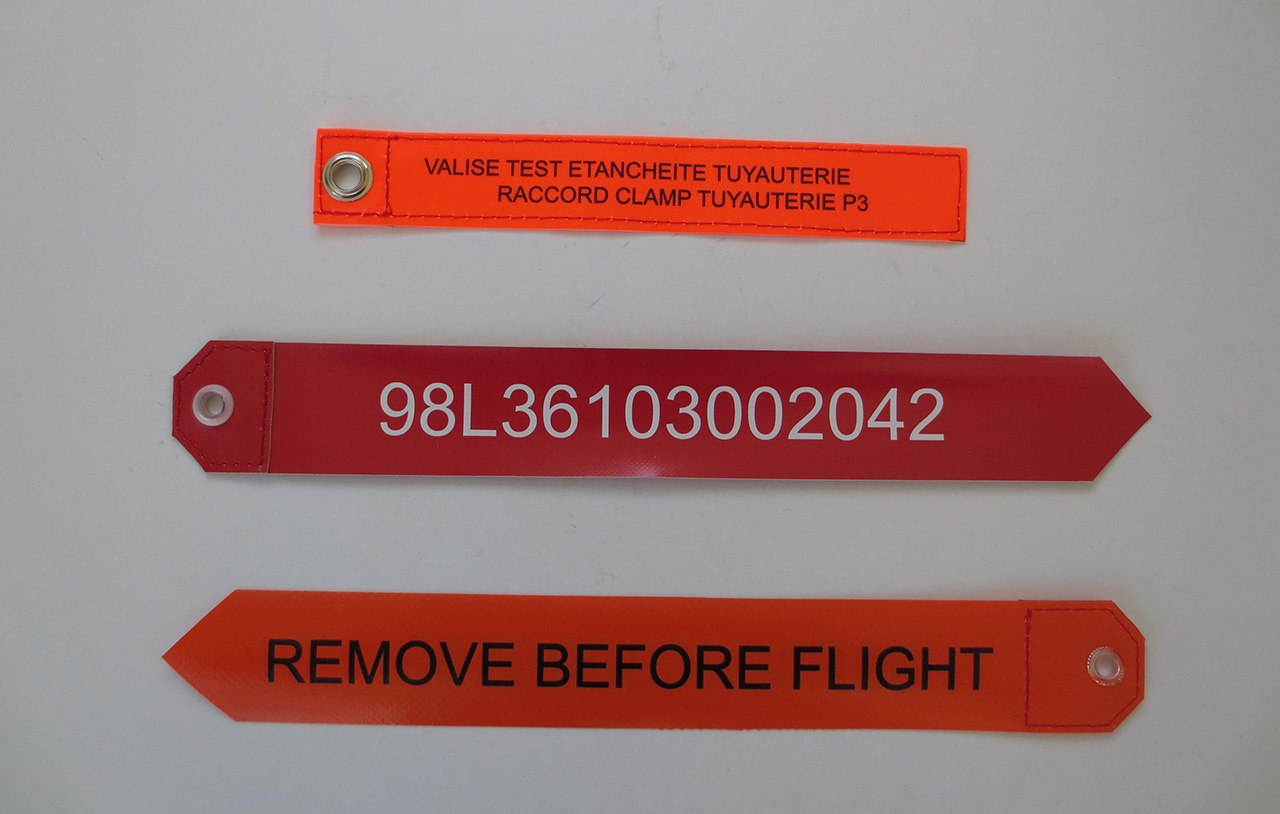 VALISE TEST ETANCHEITE TUYAUTERIE
RACCORD CLAMP TUYAUTERIE P3
98L36103002042
REMOVE BEFORE FLIGHT